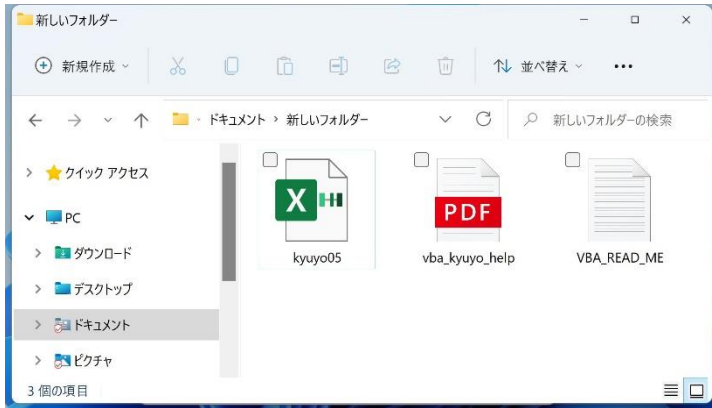 新しいフォルダー
新規作成
並べ替え
ドキュメント › 新しいフォルダー
新しいフォルダーの検索
クイック アクセス
PC
ダウンロード
デスクトップ
ドキュメント
ピクチャ
X
kyuyo05
PDF
vba_kyuyo_help
VBA_READ_ME
3 個の項目